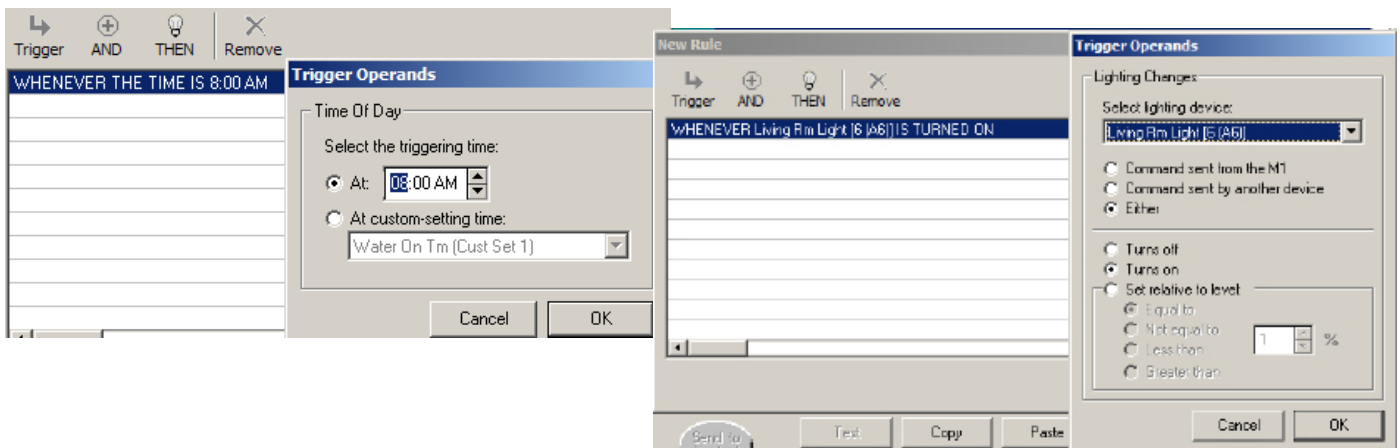 Trigger AND THEN Remove
WHENEVER THE TIME IS 8:00 AM
Trigger Operands
Time Of Day
Select the triggering time:
At: 08:00 AM
At custom-setting time:
Water On Tm (Cust Set 1)
Cancel OK
New Rule
Trigger AND THEN Remove
WHENEVER Living Rm Light [6 (A6)] IS TURNED ON
Send to
Test Copy Paste
Trigger Operands
Lighting Changes
Select lighting device:
Living Rm Light [6 (A6)]
Command sent from the M1
Command sent by another device
Either
Turns off
Turns on
Set relative to level:
Equal to
Not equal to
Less than
Greater than
1 %
Cancel OK